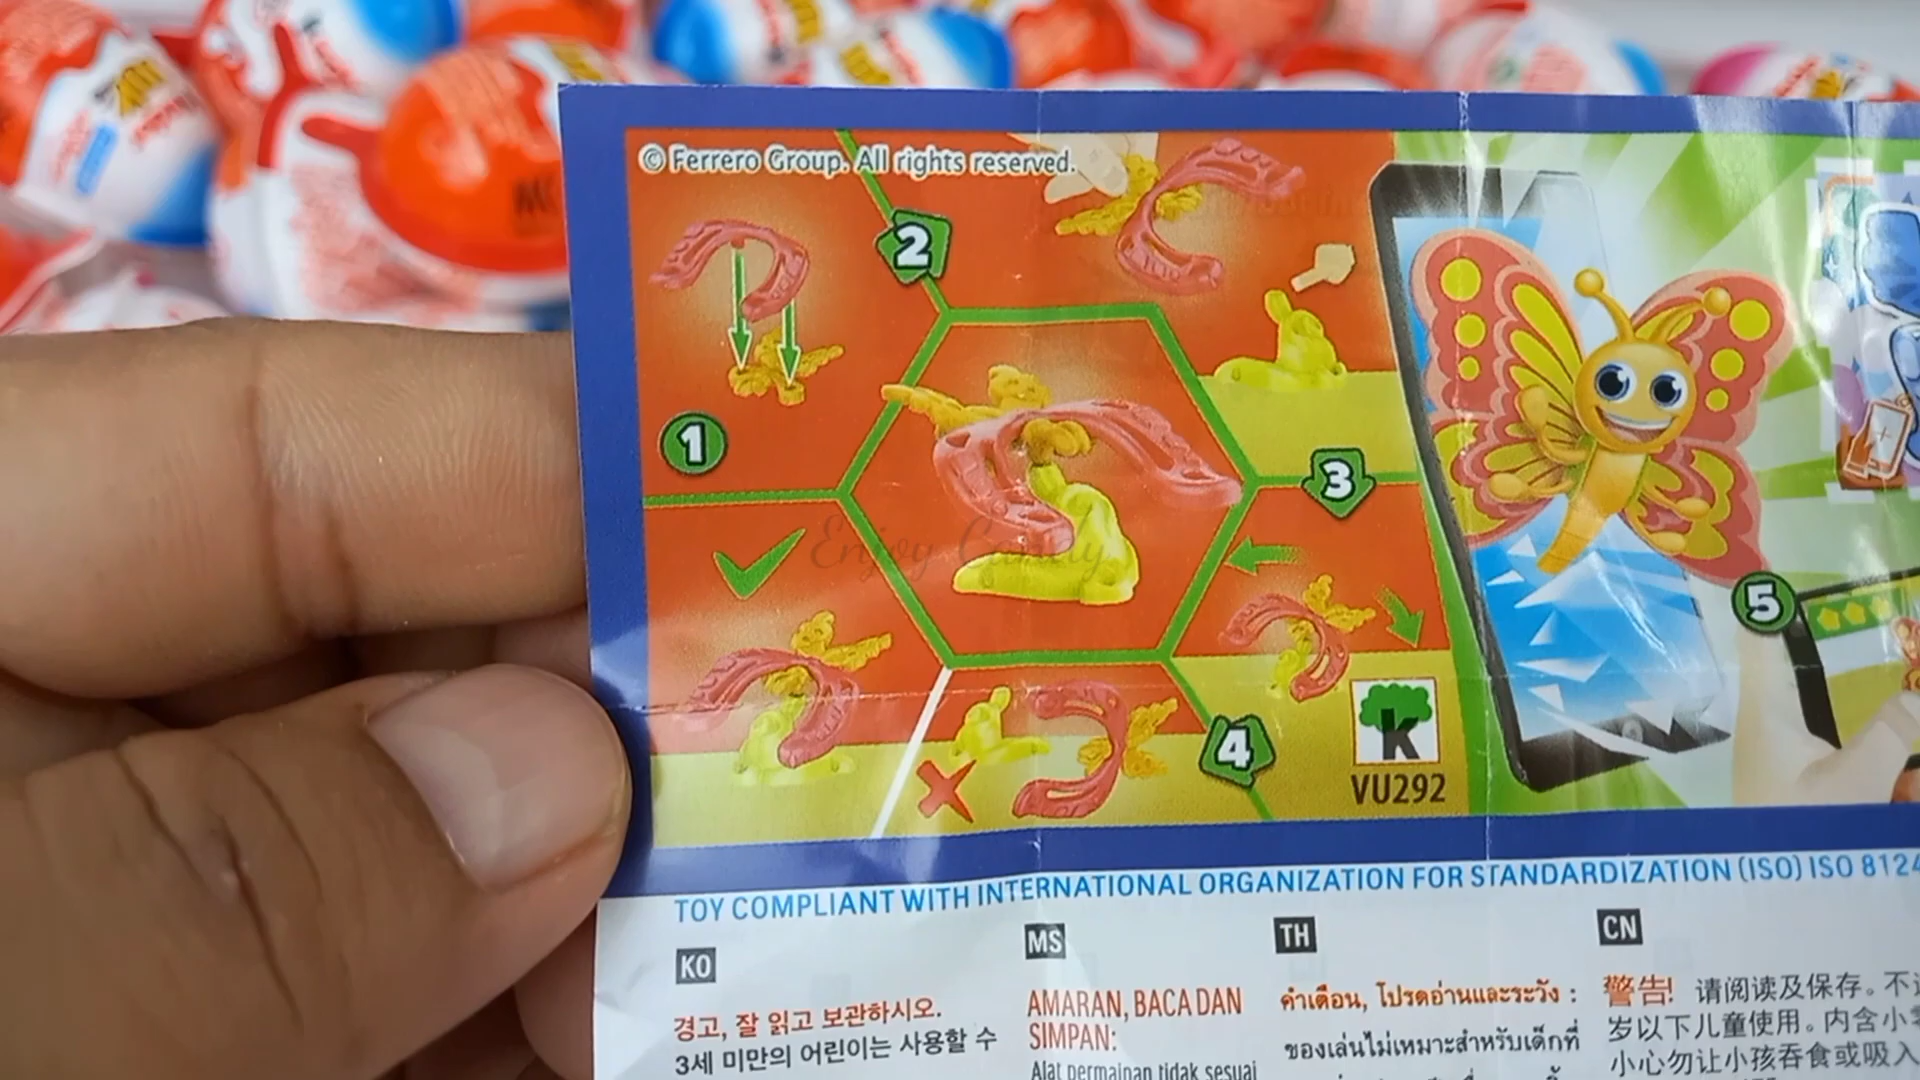 © Ferrero Group. All rights reserved.
2
1
3
5
4
K
VU292
Enjoy Candy
TOY COMPLIANT WITH INTERNATIONAL ORGANIZATION FOR STANDARDIZATION (ISO) ISO 8124
KO
경고, 잘 읽고 보관하시오.
3세 미만의 어린이는 사용할 수
MS
AMARAN, BACA DAN
SIMPAN:
Alat permainan tidak sesuai
TH
คำเตือน, โปรดอ่านและระวัง :
ของเล่นไม่เหมาะสำหรับเด็กที่
CN
警告! 请阅读及保存。不
岁以下儿童使用。内含小
小心勿让小孩吞食或吸入